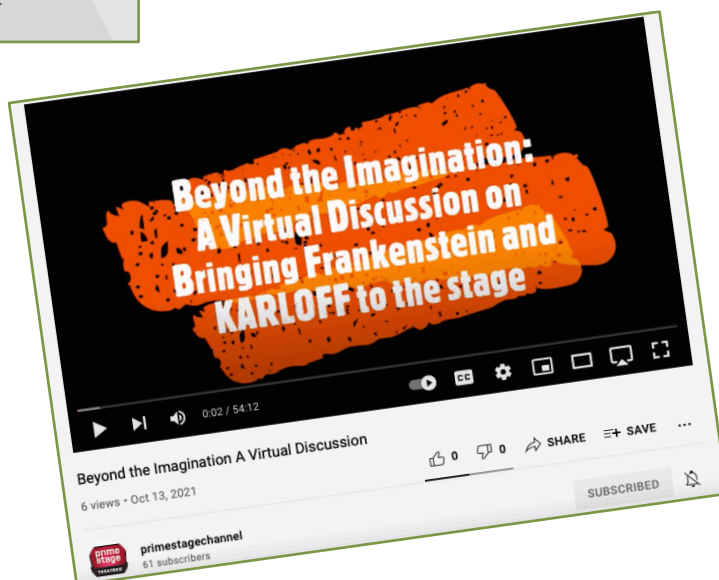 Beyond the Imagination:
A Virtual Discussion on
Bringing Frankenstein and
KARLOFF to the stage
0:02 / 54:12
CC
Beyond the Imagination A Virtual Discussion
6 views • Oct 13, 2021
0
0
SHARE
SAVE
SUBSCRIBED
prime
stage
THEATRE
primestagechannel
61 subscribers